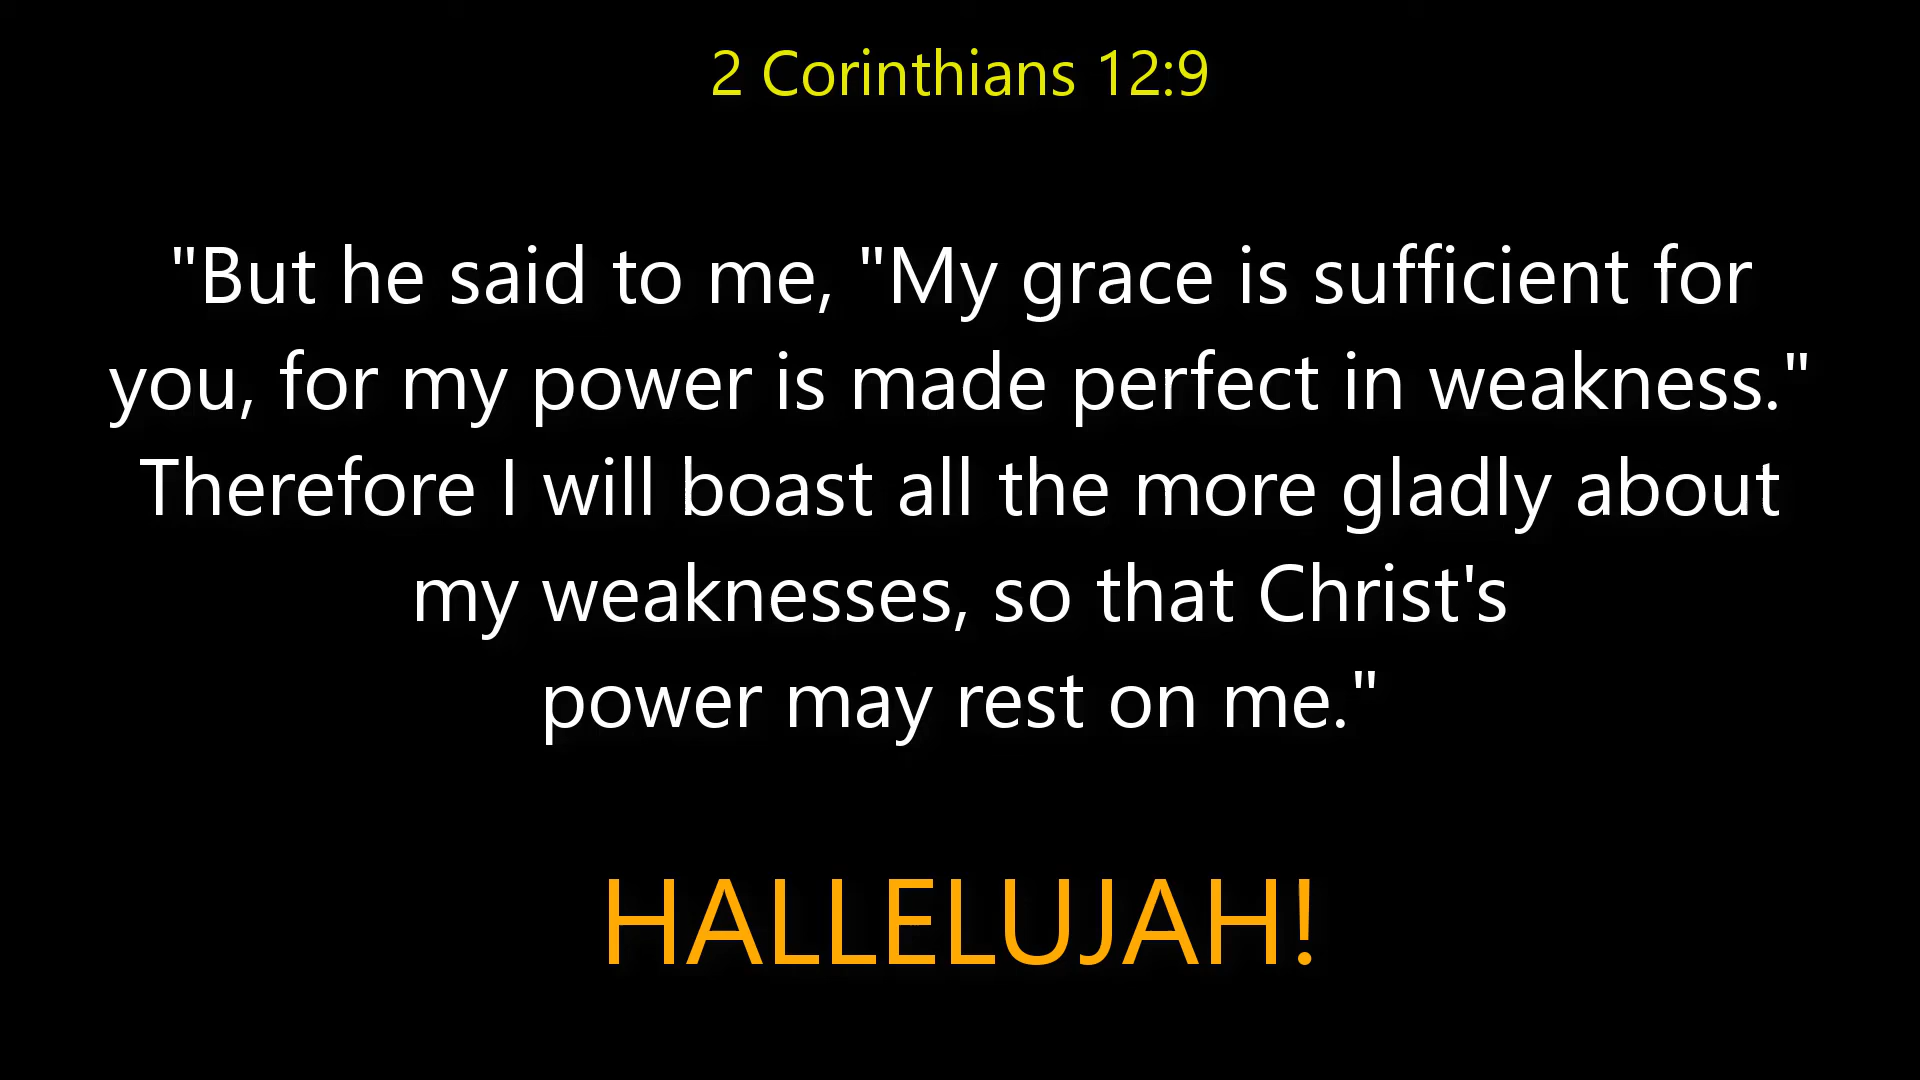 2 Corinthians 12:9
"But he said to me, "My grace is sufficient for
you, for my power is made perfect in weakness."
Therefore I will boast all the more gladly about
my weaknesses, so that Christ's
power may rest on me."
HALLELUJAH!